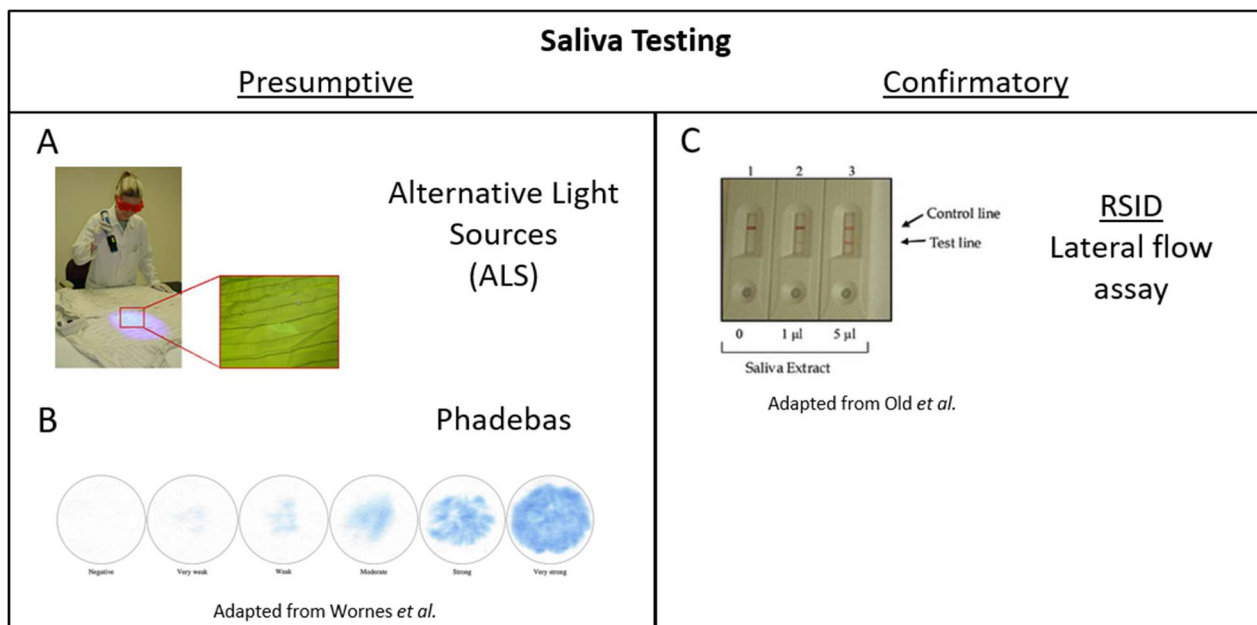 Saliva Testing
Presumptive
Confirmatory
A
Alternative Light
Sources
(ALS)
B
Phadebas
Negative
Very weak
Weak
Moderate
Strong
Very strong
Adapted from Wornes et al.
C
1 2 3
Control line
Test line
0 1 µl 5 µl
Saliva Extract
Adapted from Old et al.
RSID
Lateral flow
assay